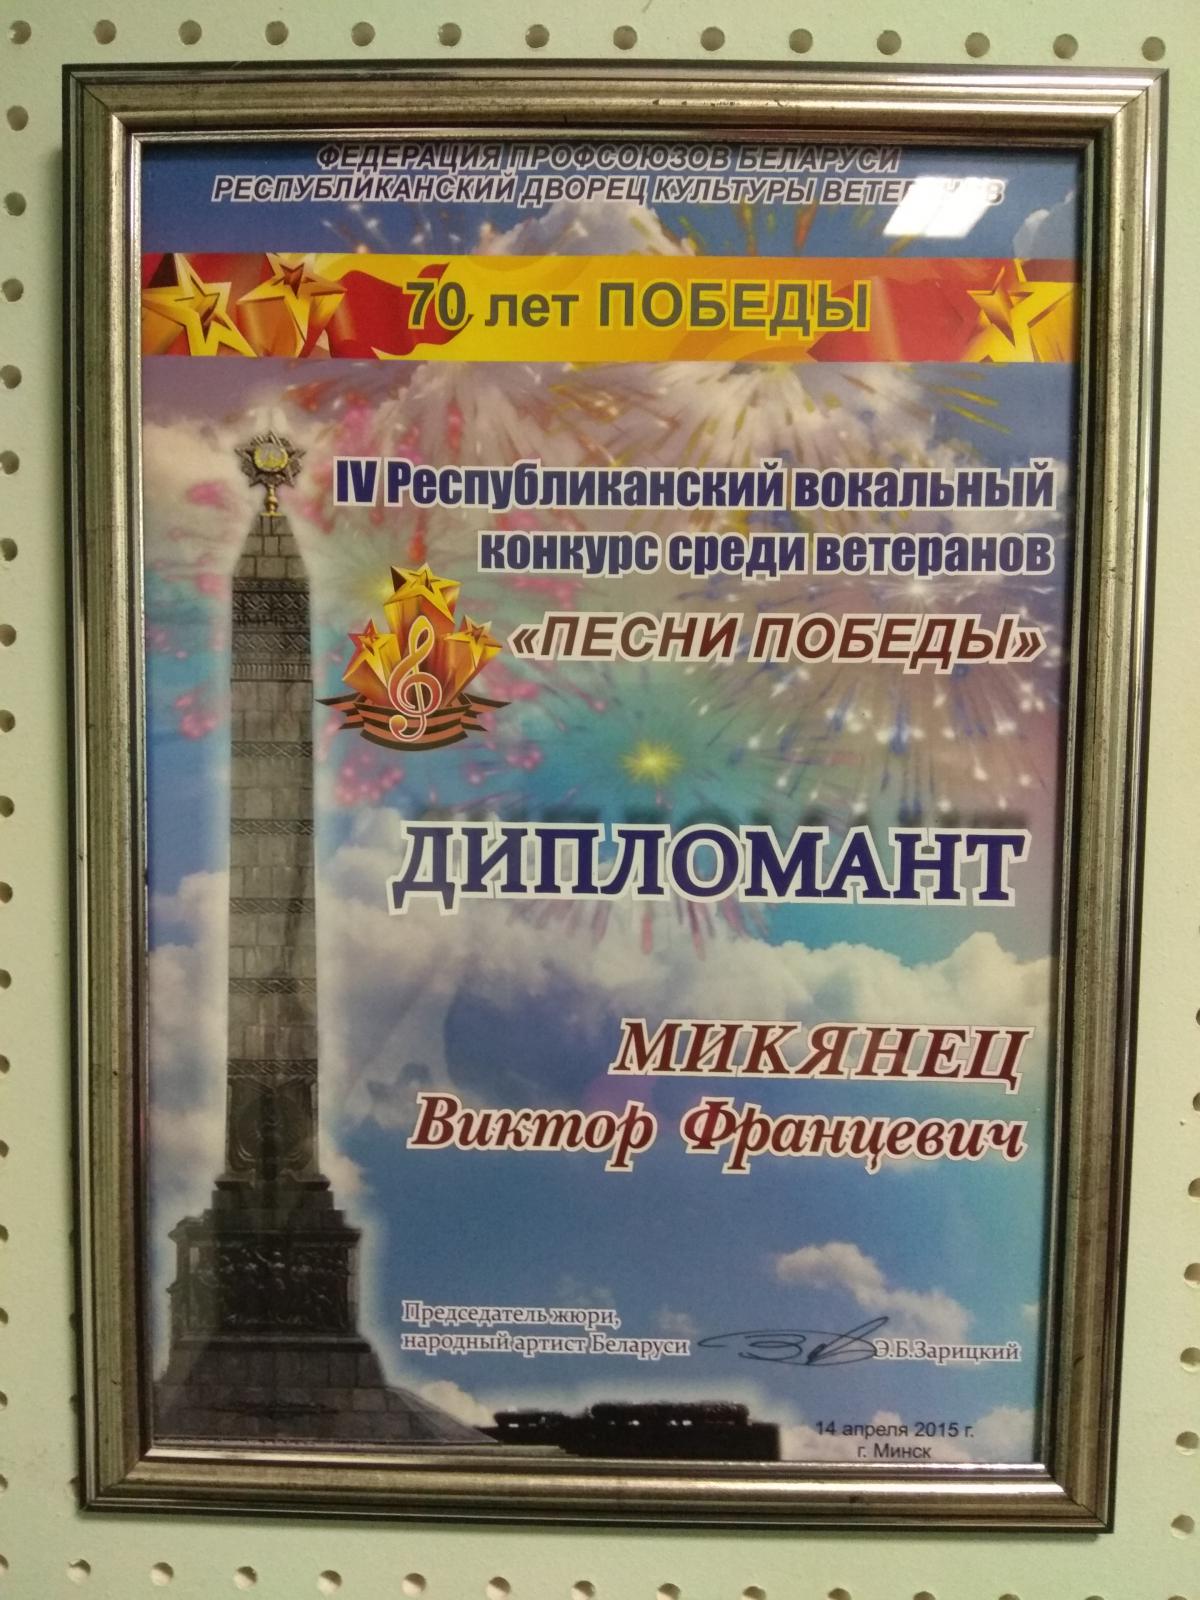 ФЕДЕРАЦИЯ ПРОФСОЮЗОВ БЕЛАРУСИ
РЕСПУБЛИКАНСКИЙ ДВОРЕЦ КУЛЬТУРЫ ВЕТЕРАНОВ
70 лет ПОБЕДЫ
IV Республиканский вокальный
конкурс среди ветеранов
«ПЕСНИ ПОБЕДЫ»
ДИПЛОМАНТ
МИКЯНЕЦ
Виктор Францевич
Председатель жюри,
народный артист Беларуси Э.Б.Зарицкий
14 апреля 2015 г.
г. Минск